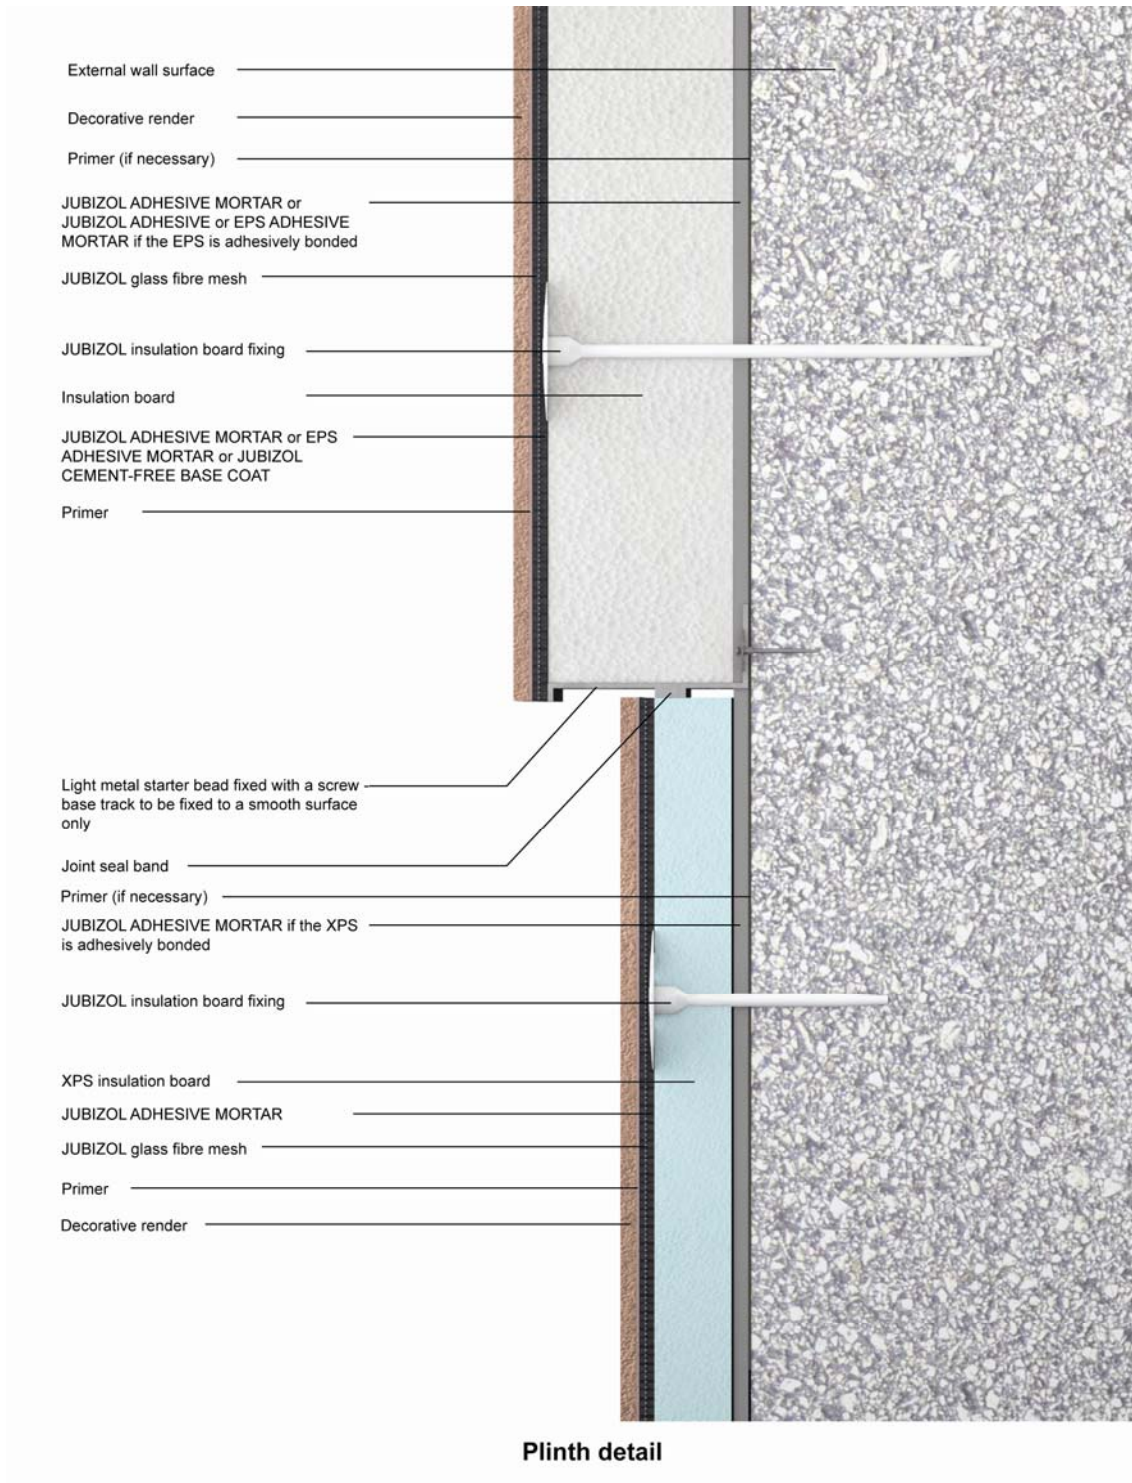 External wall surface
Decorative render
Primer (if necessary)
JUBIZOL ADHESIVE MORTAR or
JUBIZOL ADHESIVE or EPS ADHESIVE
MORTAR if the EPS is adhesively bonded
JUBIZOL glass fibre mesh
JUBIZOL insulation board fixing
Insulation board
JUBIZOL ADHESIVE MORTAR or EPS
ADHESIVE MORTAR or JUBIZOL
CEMENT-FREE BASE COAT
Primer
Light metal starter bead fixed with a screw
base track to be fixed to a smooth surface
only
Joint seal band
Primer (if necessary)
JUBIZOL ADHESIVE MORTAR if the XPS
is adhesively bonded
JUBIZOL insulation board fixing
XPS insulation board
JUBIZOL ADHESIVE MORTAR
JUBIZOL glass fibre mesh
Primer
Decorative render
Plinth detail